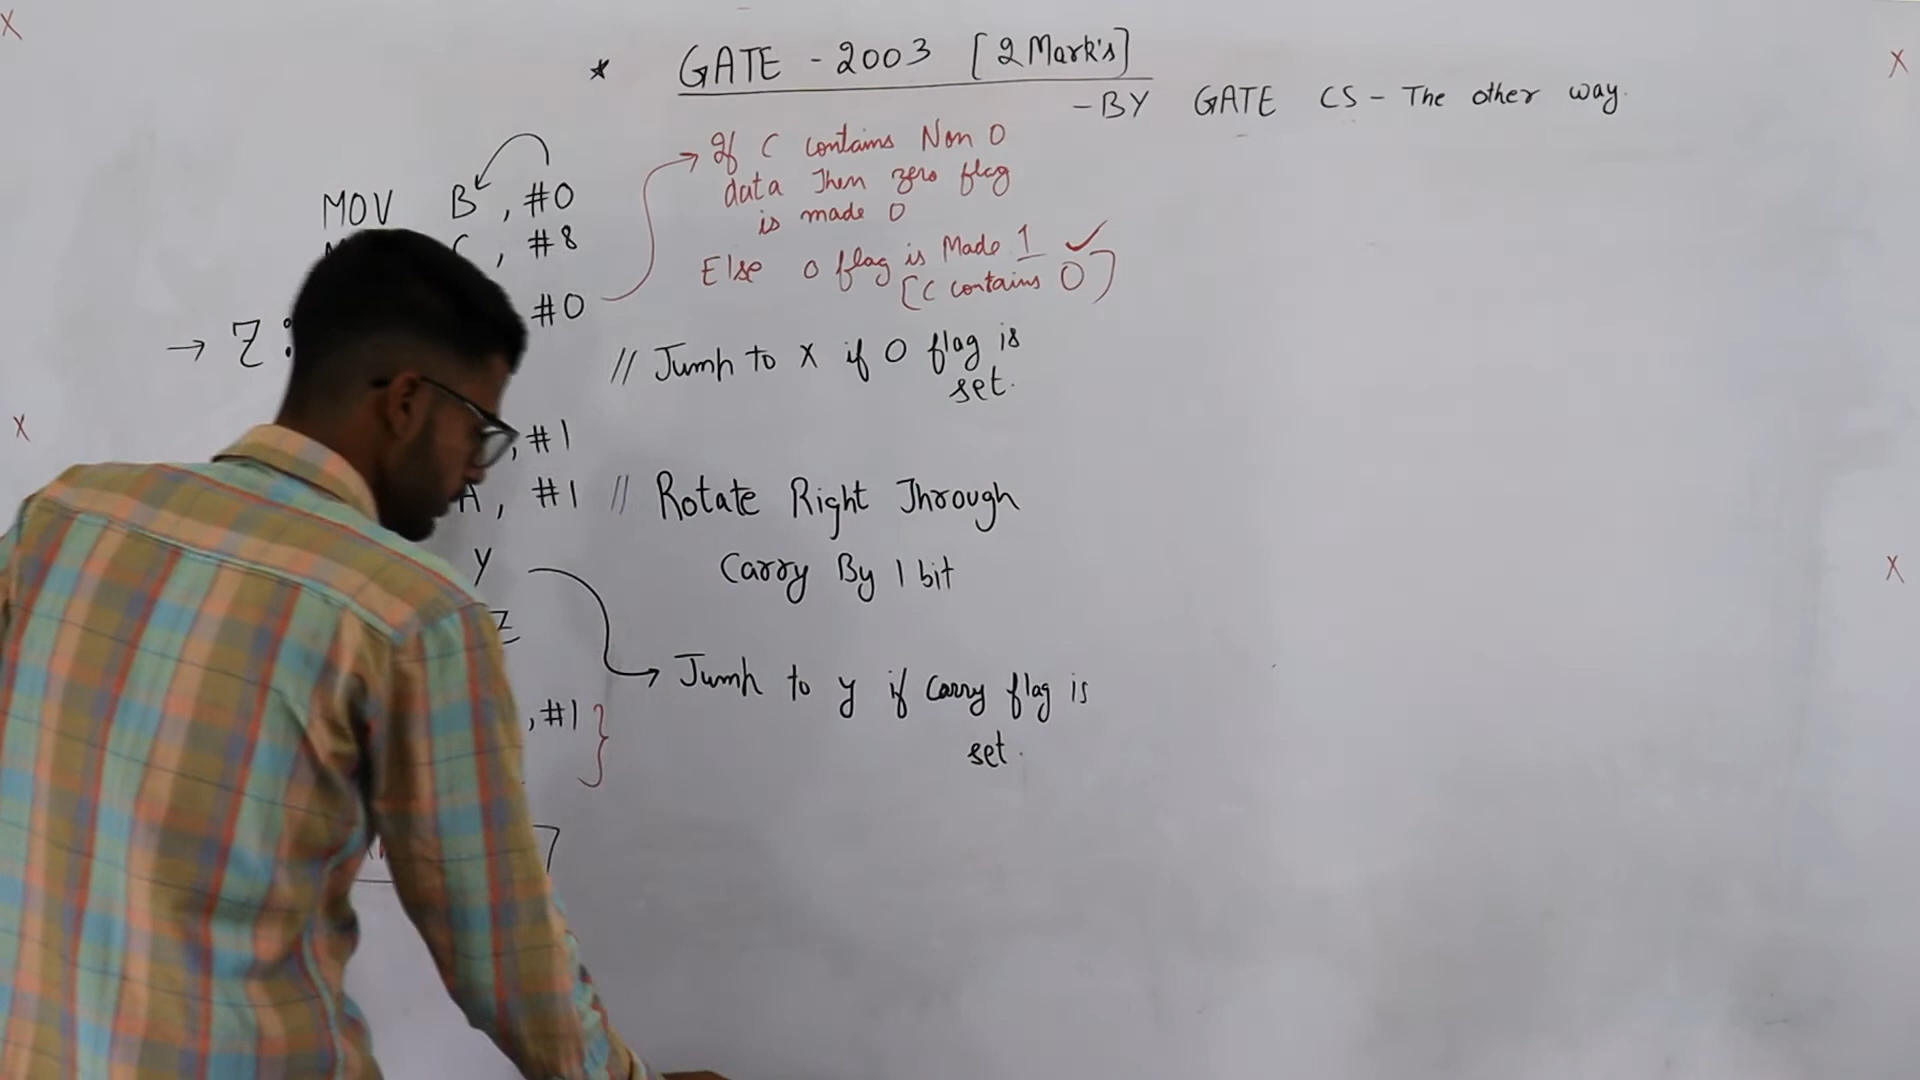 * GATE - 2003 [2 Mark's]
- BY GATE CS - The other way.
MOV B, #0
, #8
→ Z: #0
If C contains Non 0
data Then zero flag
is made 0
Else 0 flag is Made 1 ✓
[C contains 0]
// Jump to X if 0 flag is
set.
, #1
A, #1 // Rotate Right Through
Carry By 1 bit
Y
Z
Jump to y if Carry flag is
set.
, #1 }
X
X
X
X